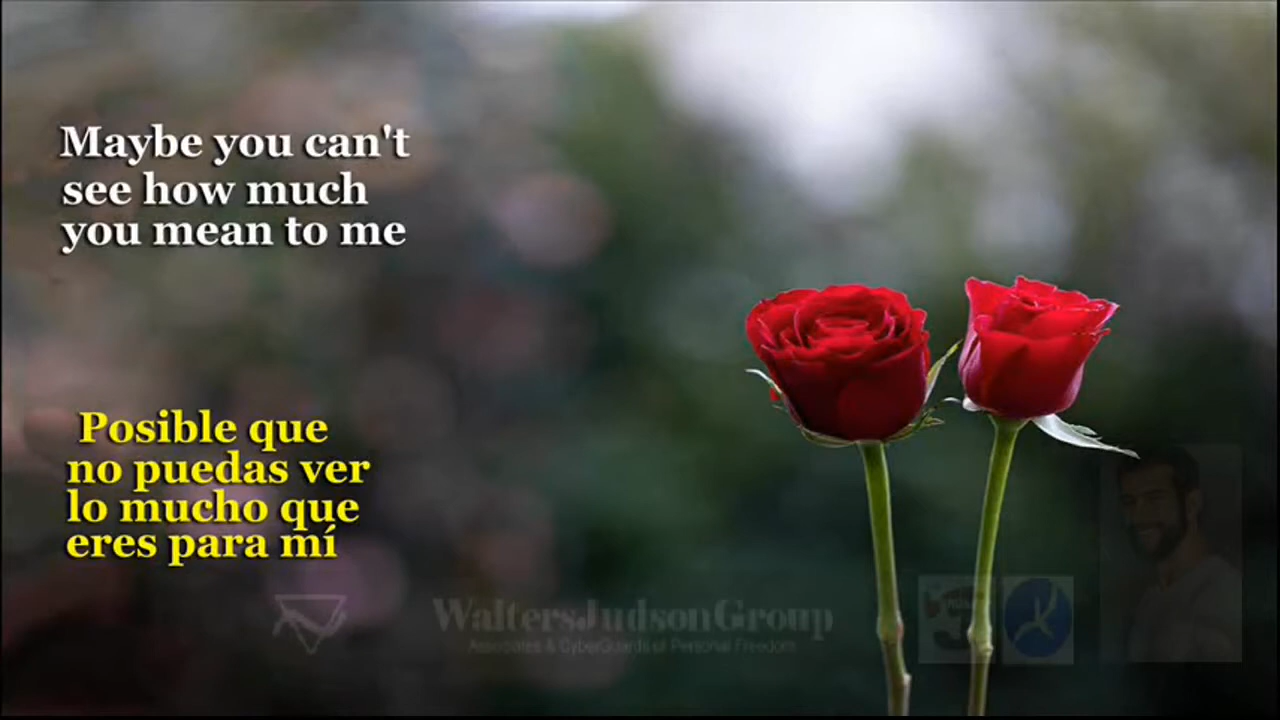 Maybe you can't
see how much
you mean to me
Posible que
no puedas ver
lo mucho que
eres para mí
WaltersJudsonGroup
Associates & CyberGuards of Personal Freedom